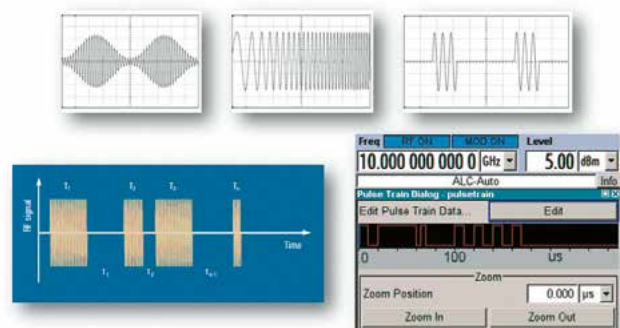 RF signal
T₁
T₂
T₃
Tₙ
Time
T₁
T₂
Freq RF ON MOD ON Level
10.000 000 000 0 GHz 5.00 dBm
ALC-Auto Info
Pulse Train Dialog - pulsetrain
Edit Pulse Train Data... Edit
0 100 us
Zoom
Zoom Position 0.000 µs
Zoom In Zoom Out